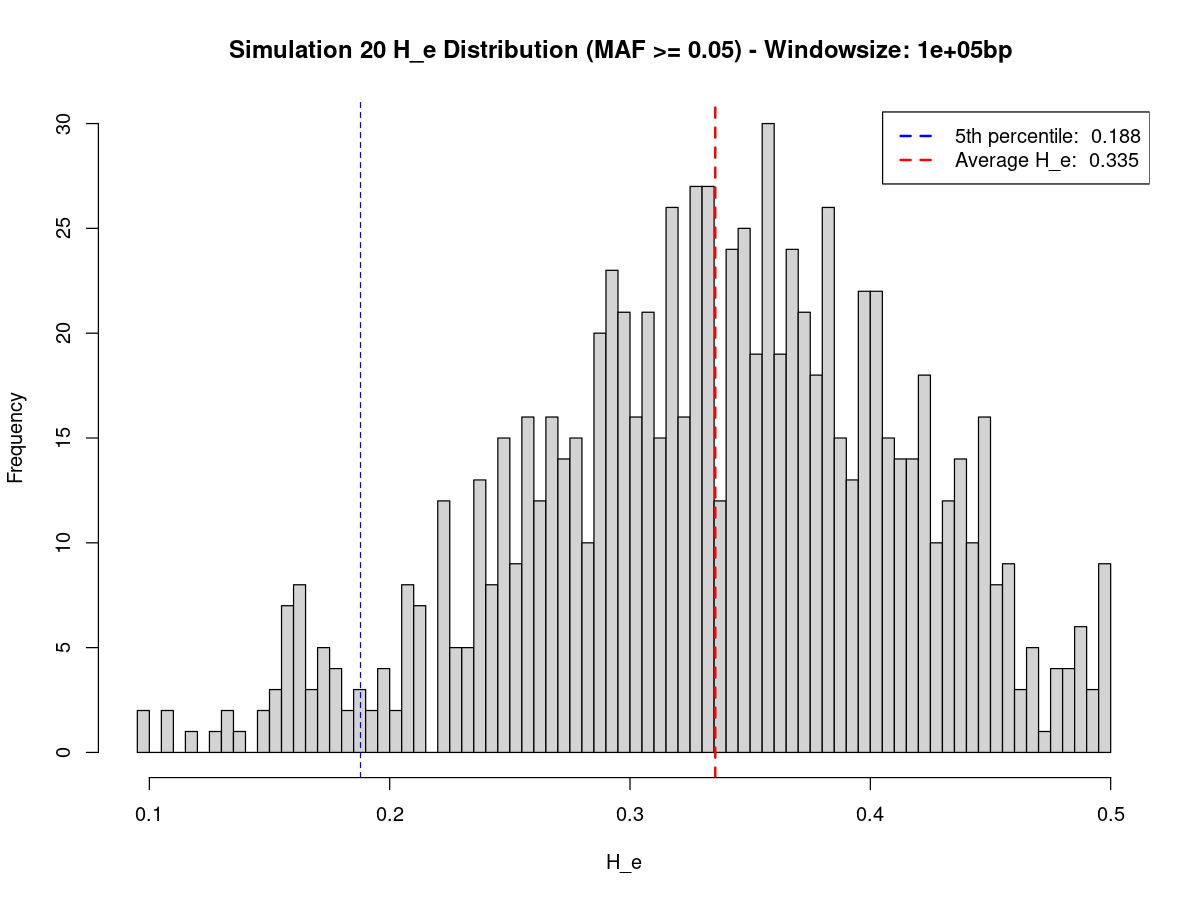 Simulation 20 H_e Distribution (MAF >= 0.05) - Windowsize: 1e+05bp
5th percentile:  0.188
Average H_e:  0.335
Frequency
30
25
20
15
10
5
0
0.1
0.2
0.3
0.4
0.5
H_e